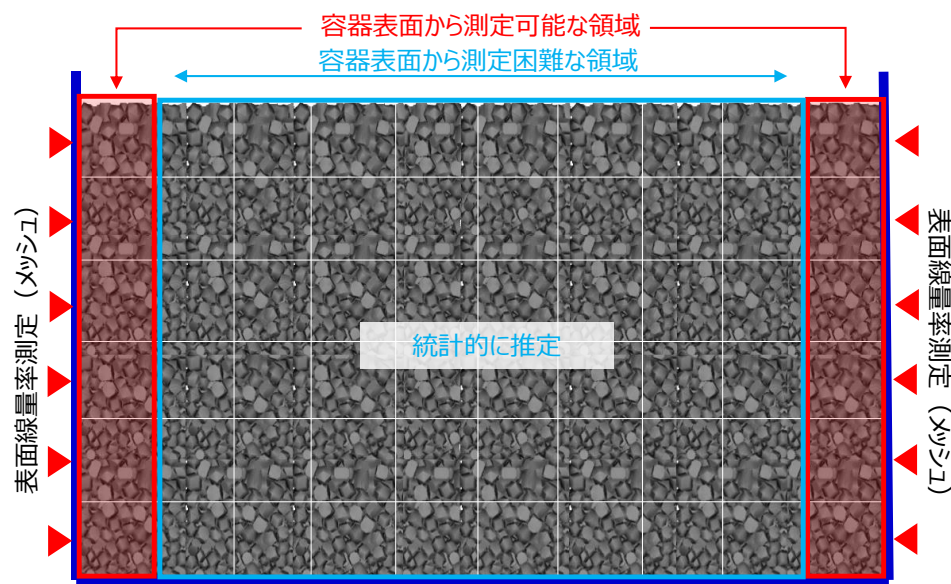 容器表面から測定可能な領域
容器表面から測定困難な領域
表面線量率測定（メッシュ）
統計的に推定
表面線量率測定（メッシュ）